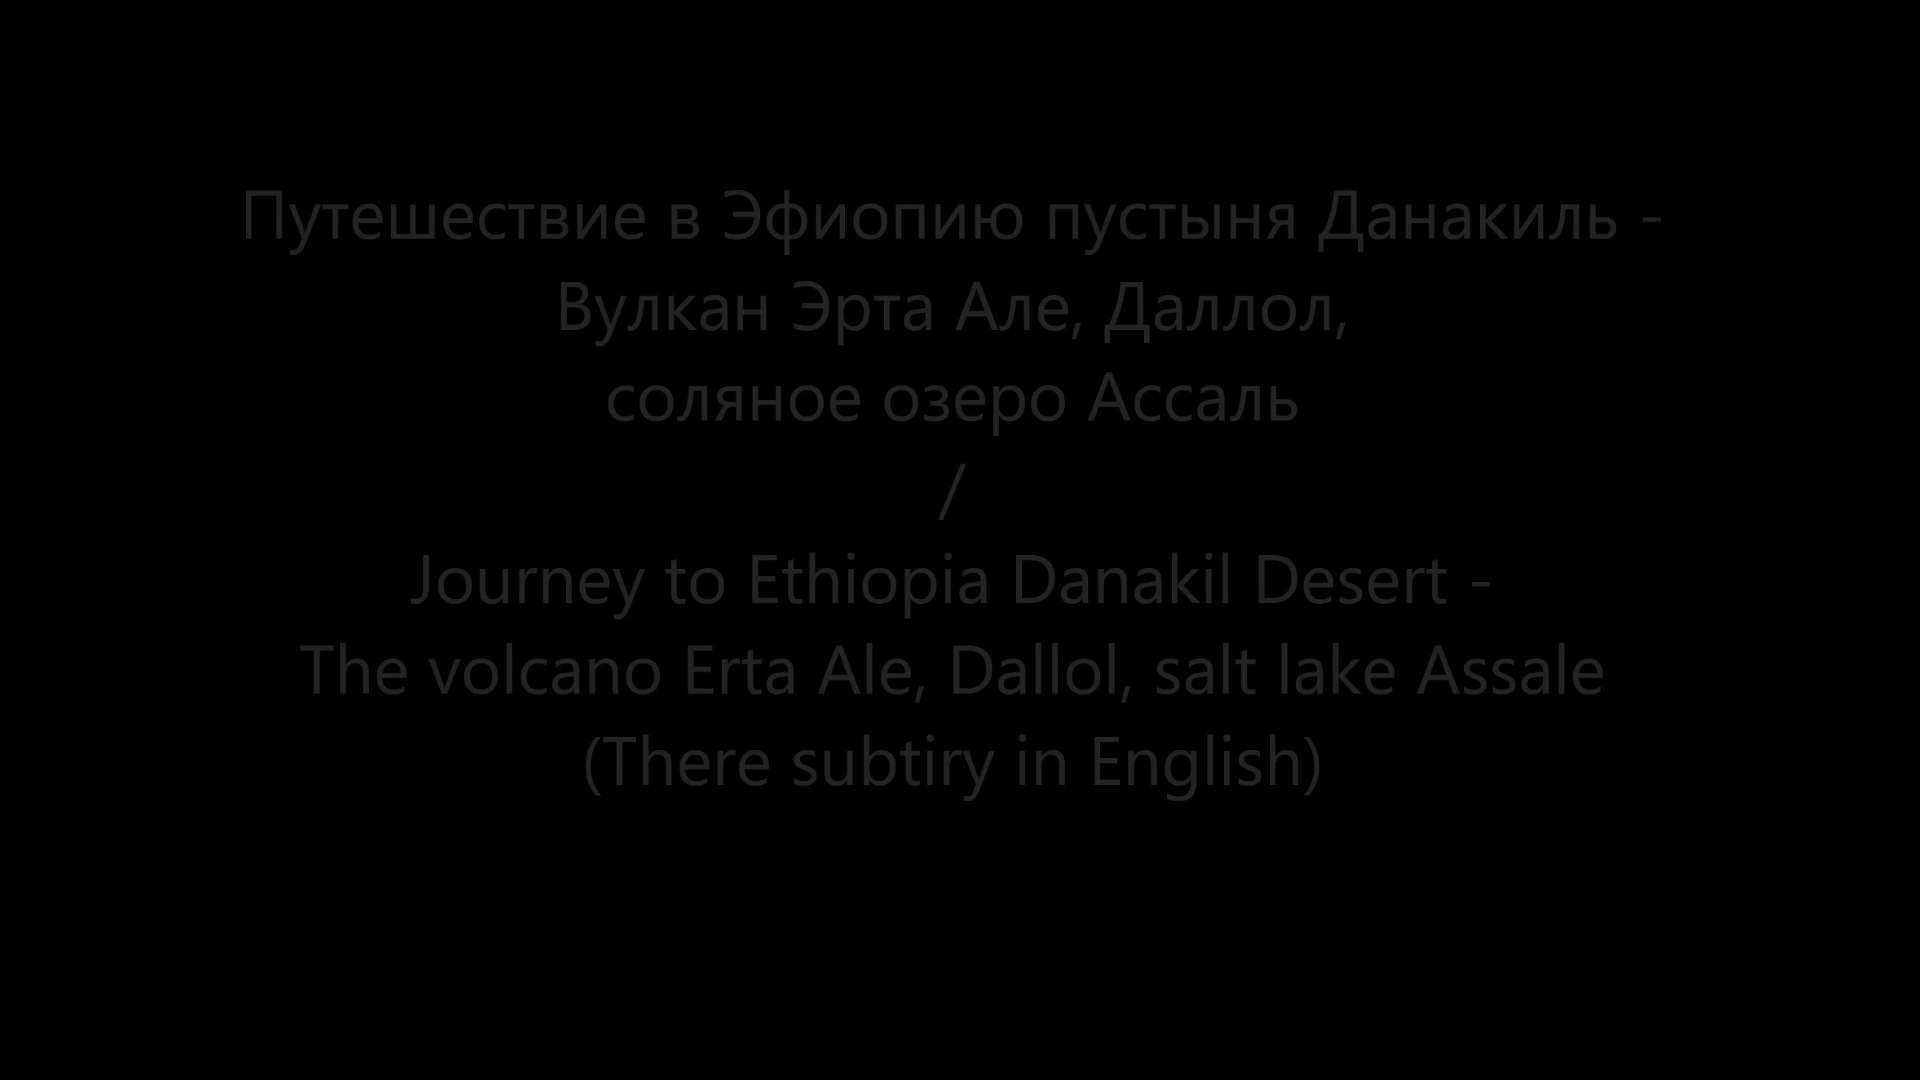 Путешествие в Эфиопию пустыня Данакиль -
Вулкан Эрта Але, Даллол,
соляное озеро Ассаль
/
Journey to Ethiopia Danakil Desert -
The volcano Erta Ale, Dallol, salt lake Assale
(There subtiry in English)